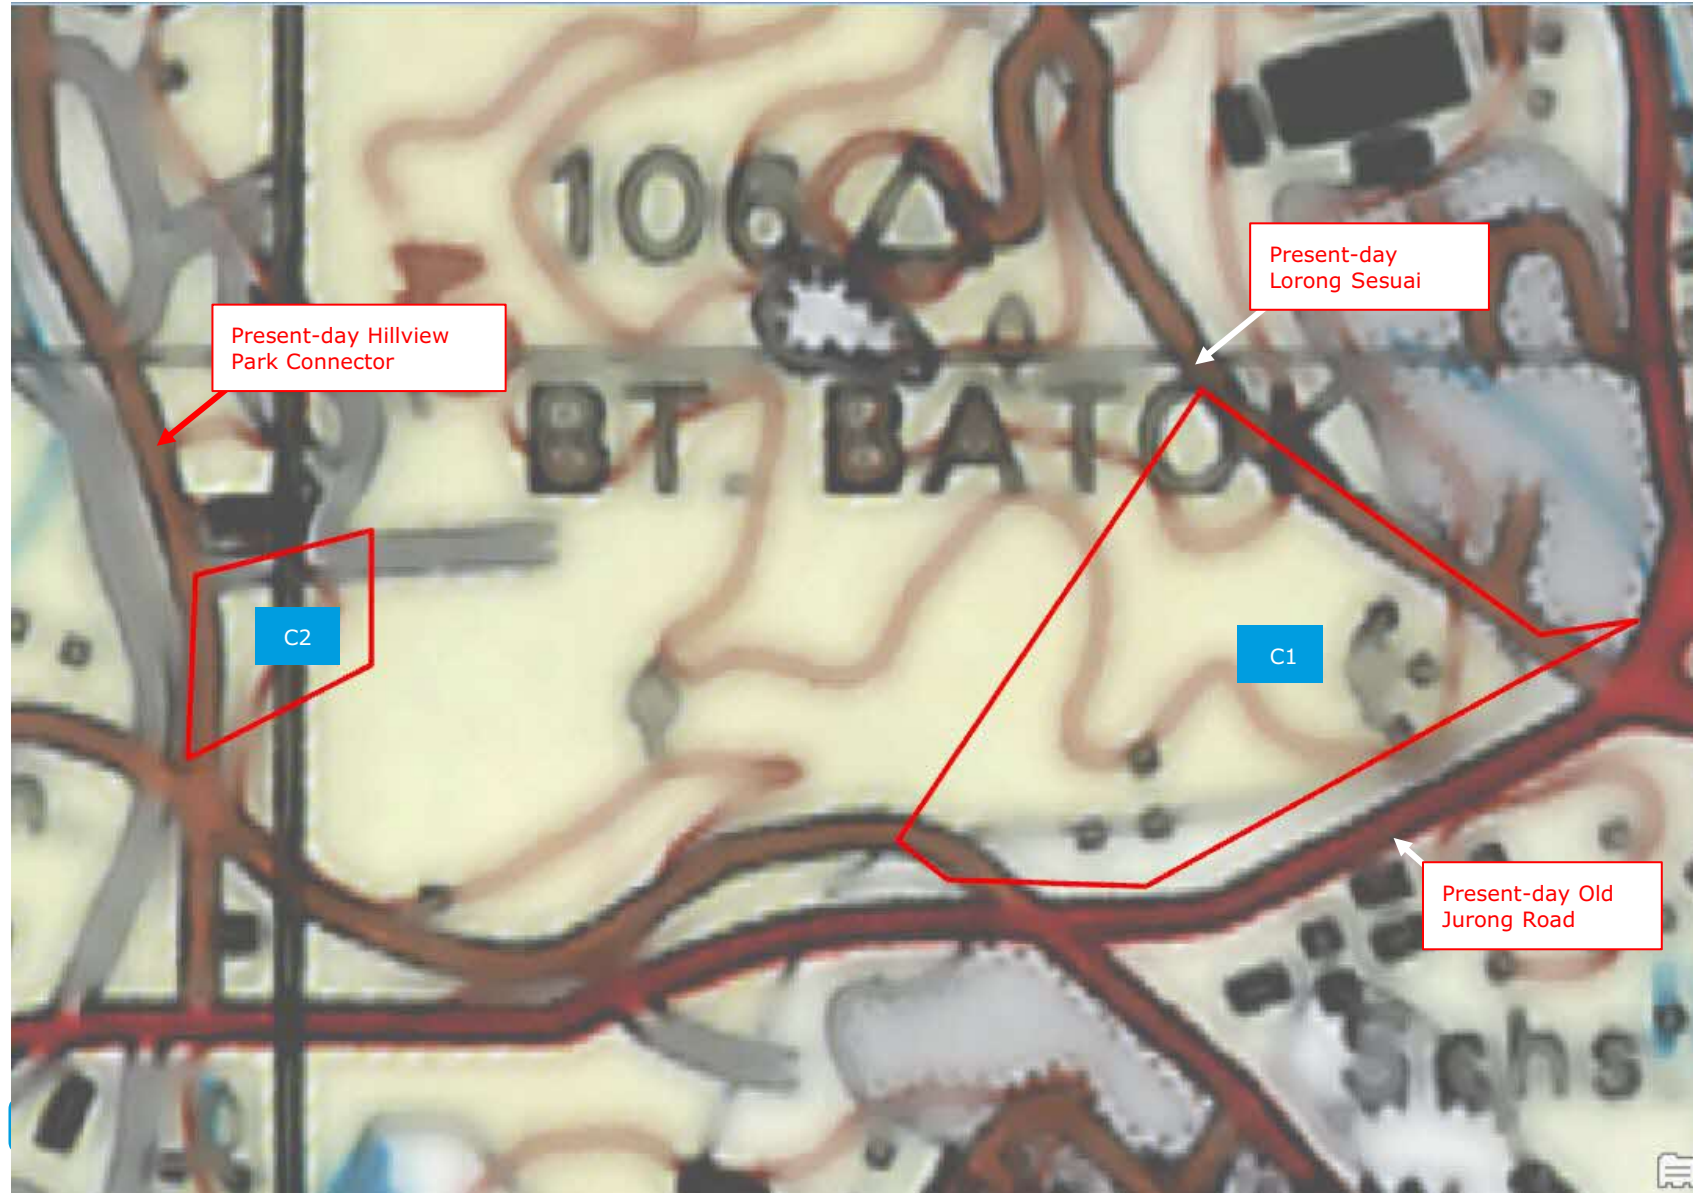 106
Present-day
Lorong Sesuai
Present-day Hillview
Park Connector
BT. BATOK
C2
C1
Present-day Old
Jurong Road
Schs